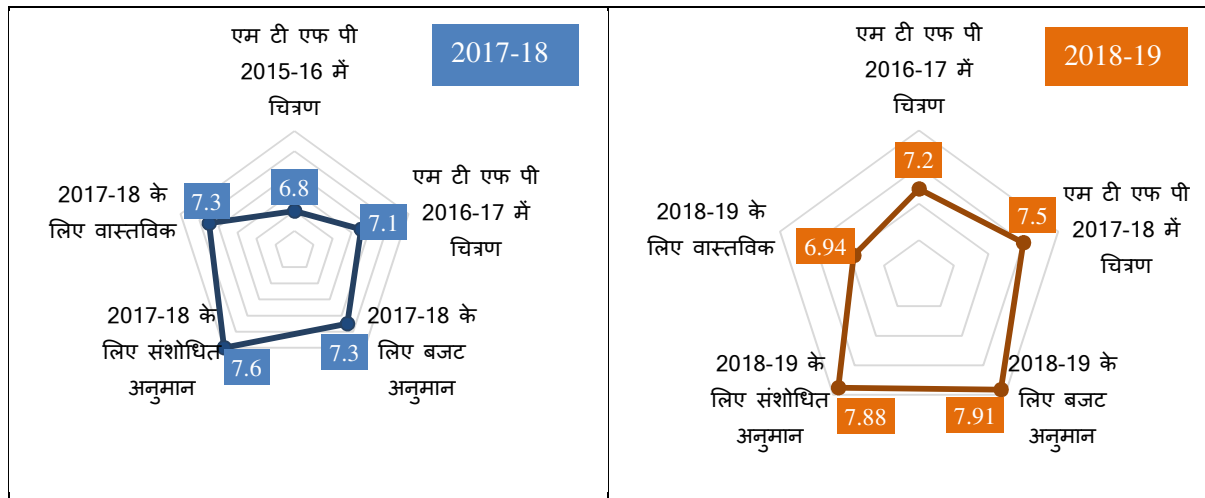 एम टी एफ पी
2015-16 में
चित्रण
2017-18
6.8
एम टी एफ पी
2016-17 में
चित्रण
7.1
2017-18 के
लिए बजट
अनुमान
7.3
2017-18 के
लिए संशोधित
अनुमान
7.6
2017-18 के
लिए वास्तविक
7.3
एम टी एफ पी
2016-17 में
चित्रण
2018-19
7.2
एम टी एफ पी
2017-18 में
चित्रण
7.5
2018-19 के
लिए बजट
अनुमान
7.91
2018-19 के
लिए संशोधित
अनुमान
7.88
2018-19 के
लिए वास्तविक
6.94